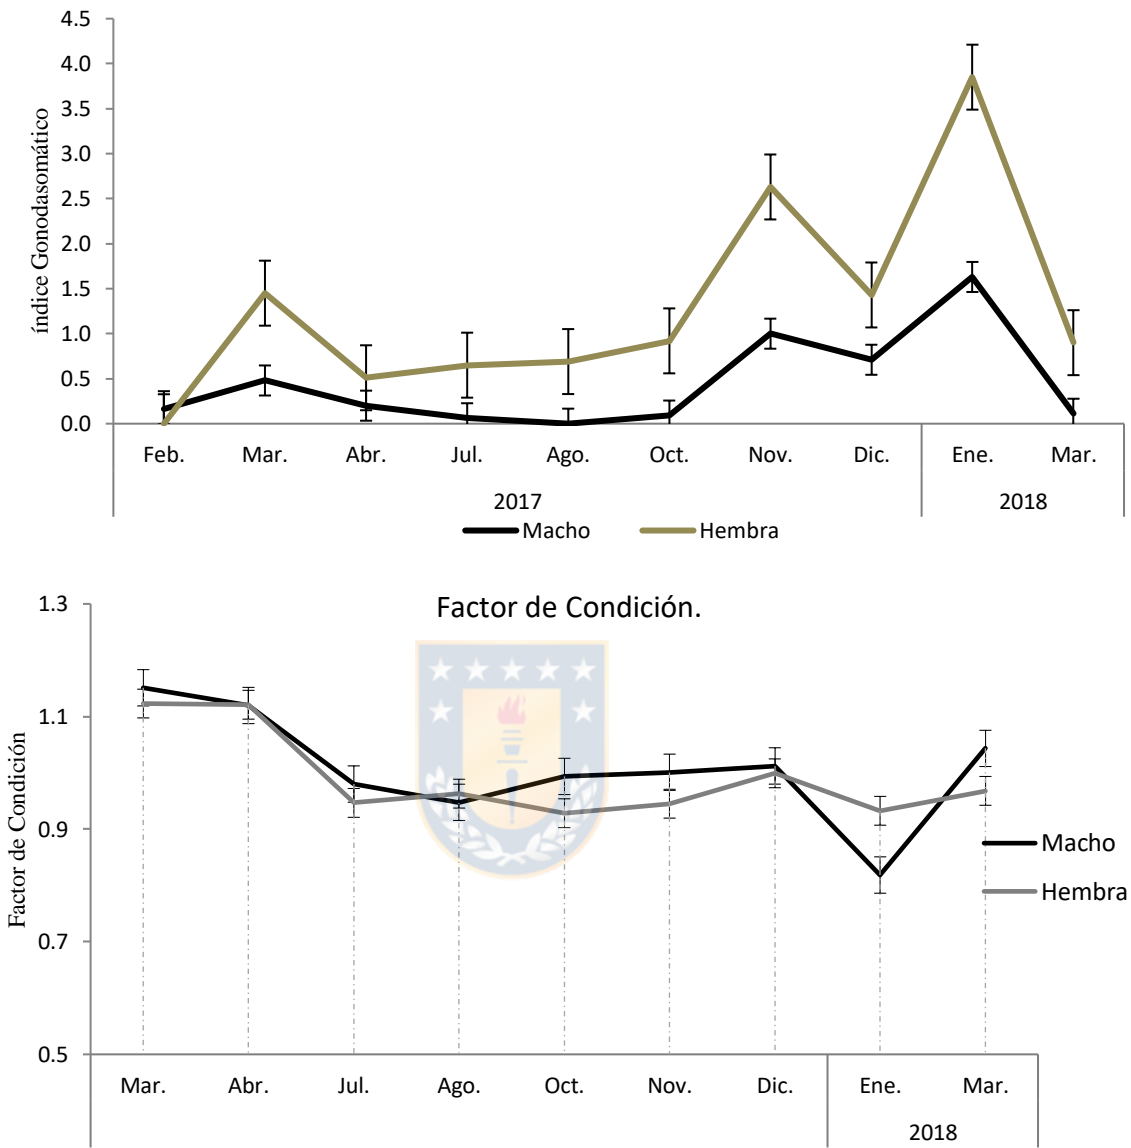 4.5
4.0
3.5
3.0
2.5
2.0
1.5
1.0
0.5
0.0
índice Gonodasomático
Feb. Mar. Abr. Jul. Ago. Oct. Nov. Dic. Ene. Mar.
2017 2018
Macho Hembra
Factor de Condición.
1.3
1.1
0.9
0.7
0.5
Factor de Condición
Macho
Hembra
Mar. Abr. Jul. Ago. Oct. Nov. Dic. Ene. Mar.
2018